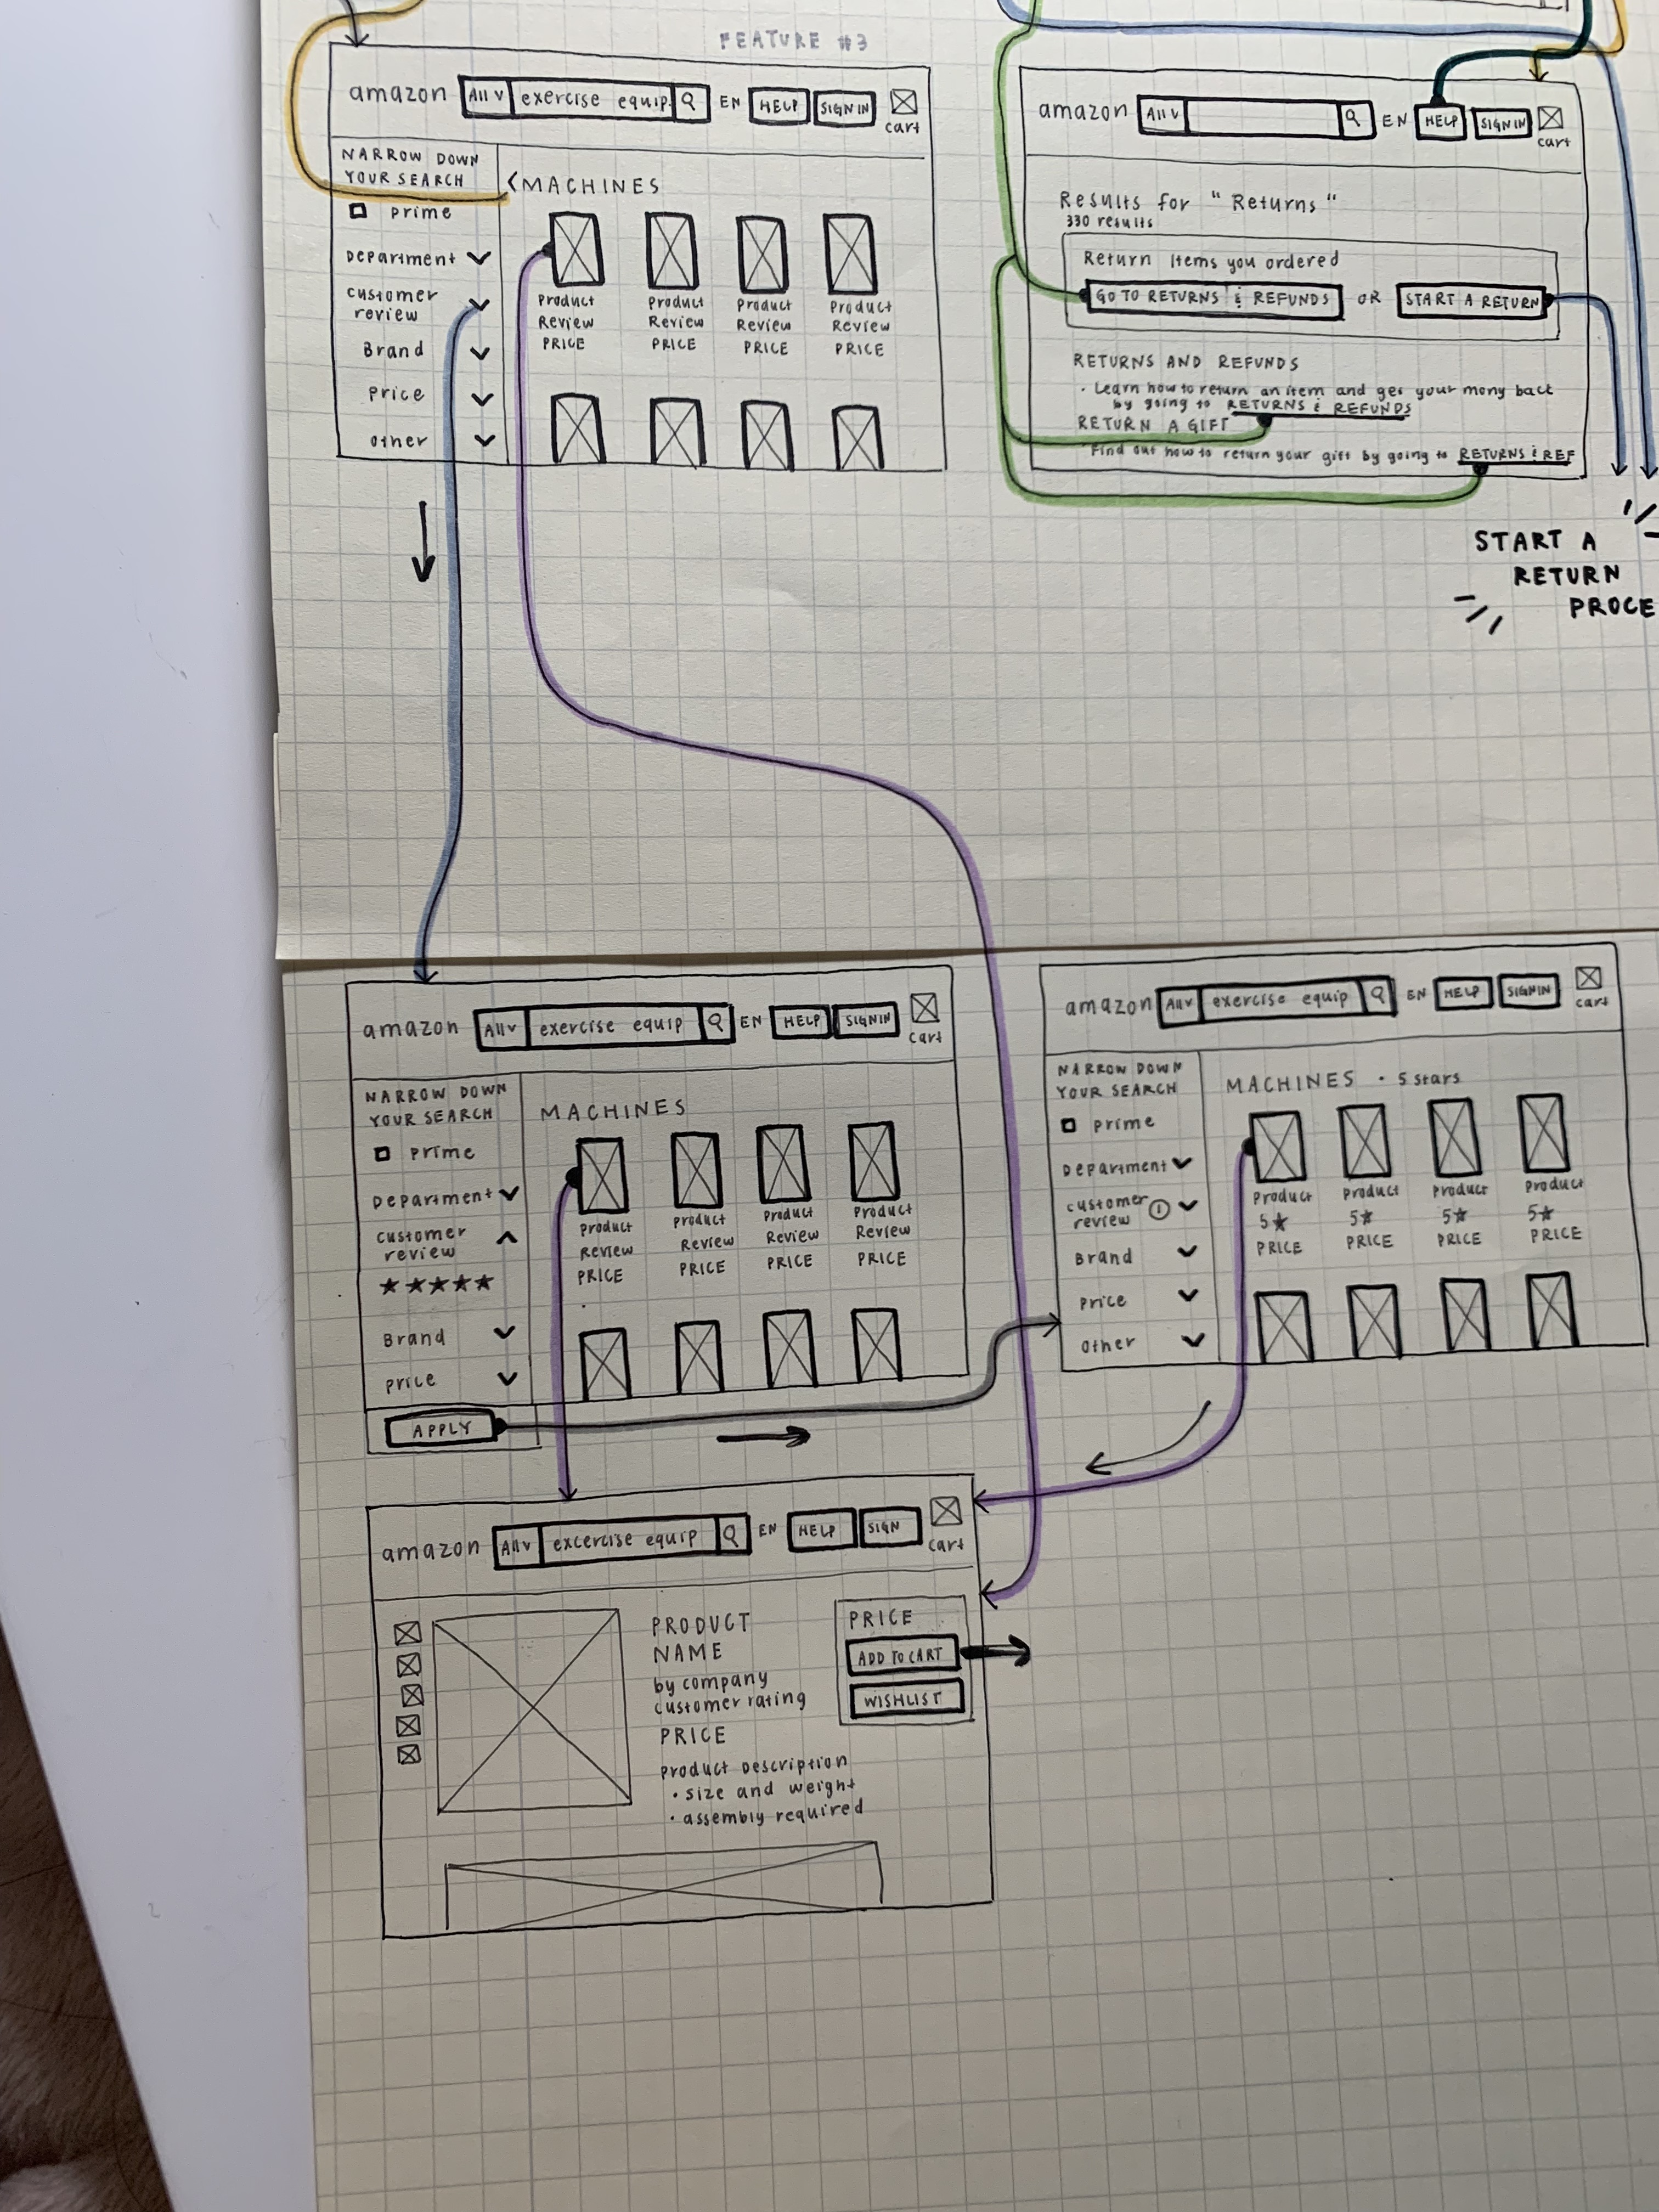 FEATURE #3
amazon All v exercise equip. EN HELP SIGN IN
cart
NARROW DOWN
YOUR SEARCH
<MACHINES
prime
Department
customer
review
Brand
price
other
Product Product Product Product
Review Review Review Review
PRICE PRICE PRICE PRICE
amazon All v EN HELP SIGN IN
cart
Results for "Returns"
330 results
Return Items you ordered
GO TO RETURNS & REFUNDS OR START A RETURN
RETURNS AND REFUNDS
· Learn how to return an item and get your mony back
by going to RETURNS & REFUNDS
RETURN A GIFT
Find out how to return your gift by going to RETURNS & REF
START A
RETURN
PROCE
amazon All v exercise equip EN HELP SIGN IN
cart
NARROW DOWN
YOUR SEARCH
MACHINES
prime
Department
customer
review
★★★★★
Brand
price
APPLY
Product Product Product Product
Review Review Review Review
PRICE PRICE PRICE PRICE
amazon All v exercise equip EN HELP SIGNIN
cart
NARROW DOWN
YOUR SEARCH
MACHINES · 5 stars
prime
Department
customer
review 1
Brand
price
other
Product Product Product Product
5★ 5★ 5★ 5★
PRICE PRICE PRICE PRICE
amazon All v excercise equip EN HELP SIGN
cart
PRODUCT
NAME
by company
customer rating
PRICE
Product Description
· size and weight
· assembly required
PRICE
ADD TO CART
WISHLIST